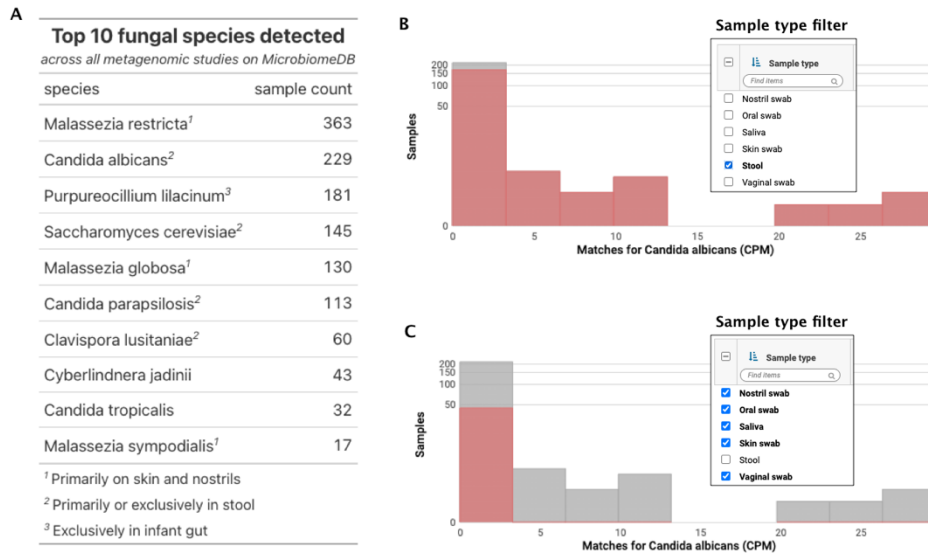 A
Top 10 fungal species detected
across all metagenomic studies on MicrobiomeDB
species sample count
Malassezia restricta¹ 363
Candida albicans² 229
Purpureocillium lilacinum³ 181
Saccharomyces cerevisiae² 145
Malassezia globosa¹ 130
Candida parapsilosis² 113
Clavispora lusitaniae² 60
Cyberlindnera jadinii 43
Candida tropicalis 32
Malassezia sympodialis¹ 17
¹ Primarily on skin and nostrils
² Primarily or exclusively in stool
³ Exclusively in infant gut
B
Sample type filter
Sample type
Find items
Nostril swab
Oral swab
Saliva
Skin swab
Stool
Vaginal swab
200
150
100
50
0
Samples
0 5 10 15 20 25
Matches for Candida albicans (CPM)
C
Sample type filter
Sample type
Find items
Nostril swab
Oral swab
Saliva
Skin swab
Stool
Vaginal swab
200
150
100
50
0
Samples
0 5 10 15 20 25
Matches for Candida albicans (CPM)